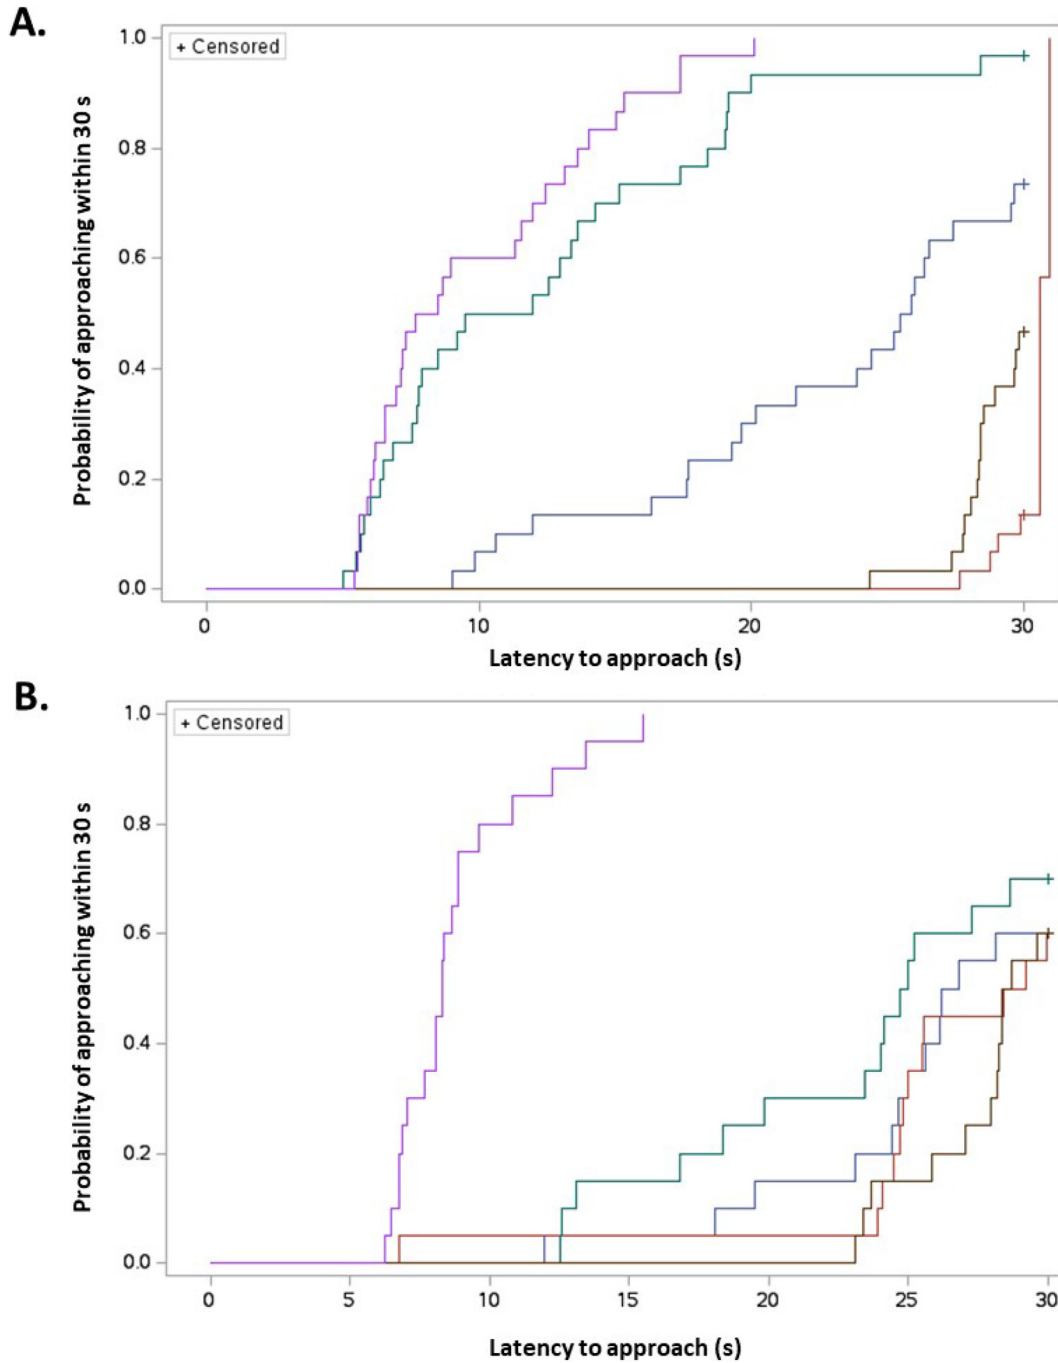 A.
+ Censored
1.0
0.8
0.6
0.4
0.2
0.0
Probability of approaching within 30 s
0 10 20 30
Latency to approach (s)
B.
+ Censored
1.0
0.8
0.6
0.4
0.2
0.0
Probability of approaching within 30 s
0 5 10 15 20 25 30
Latency to approach (s)